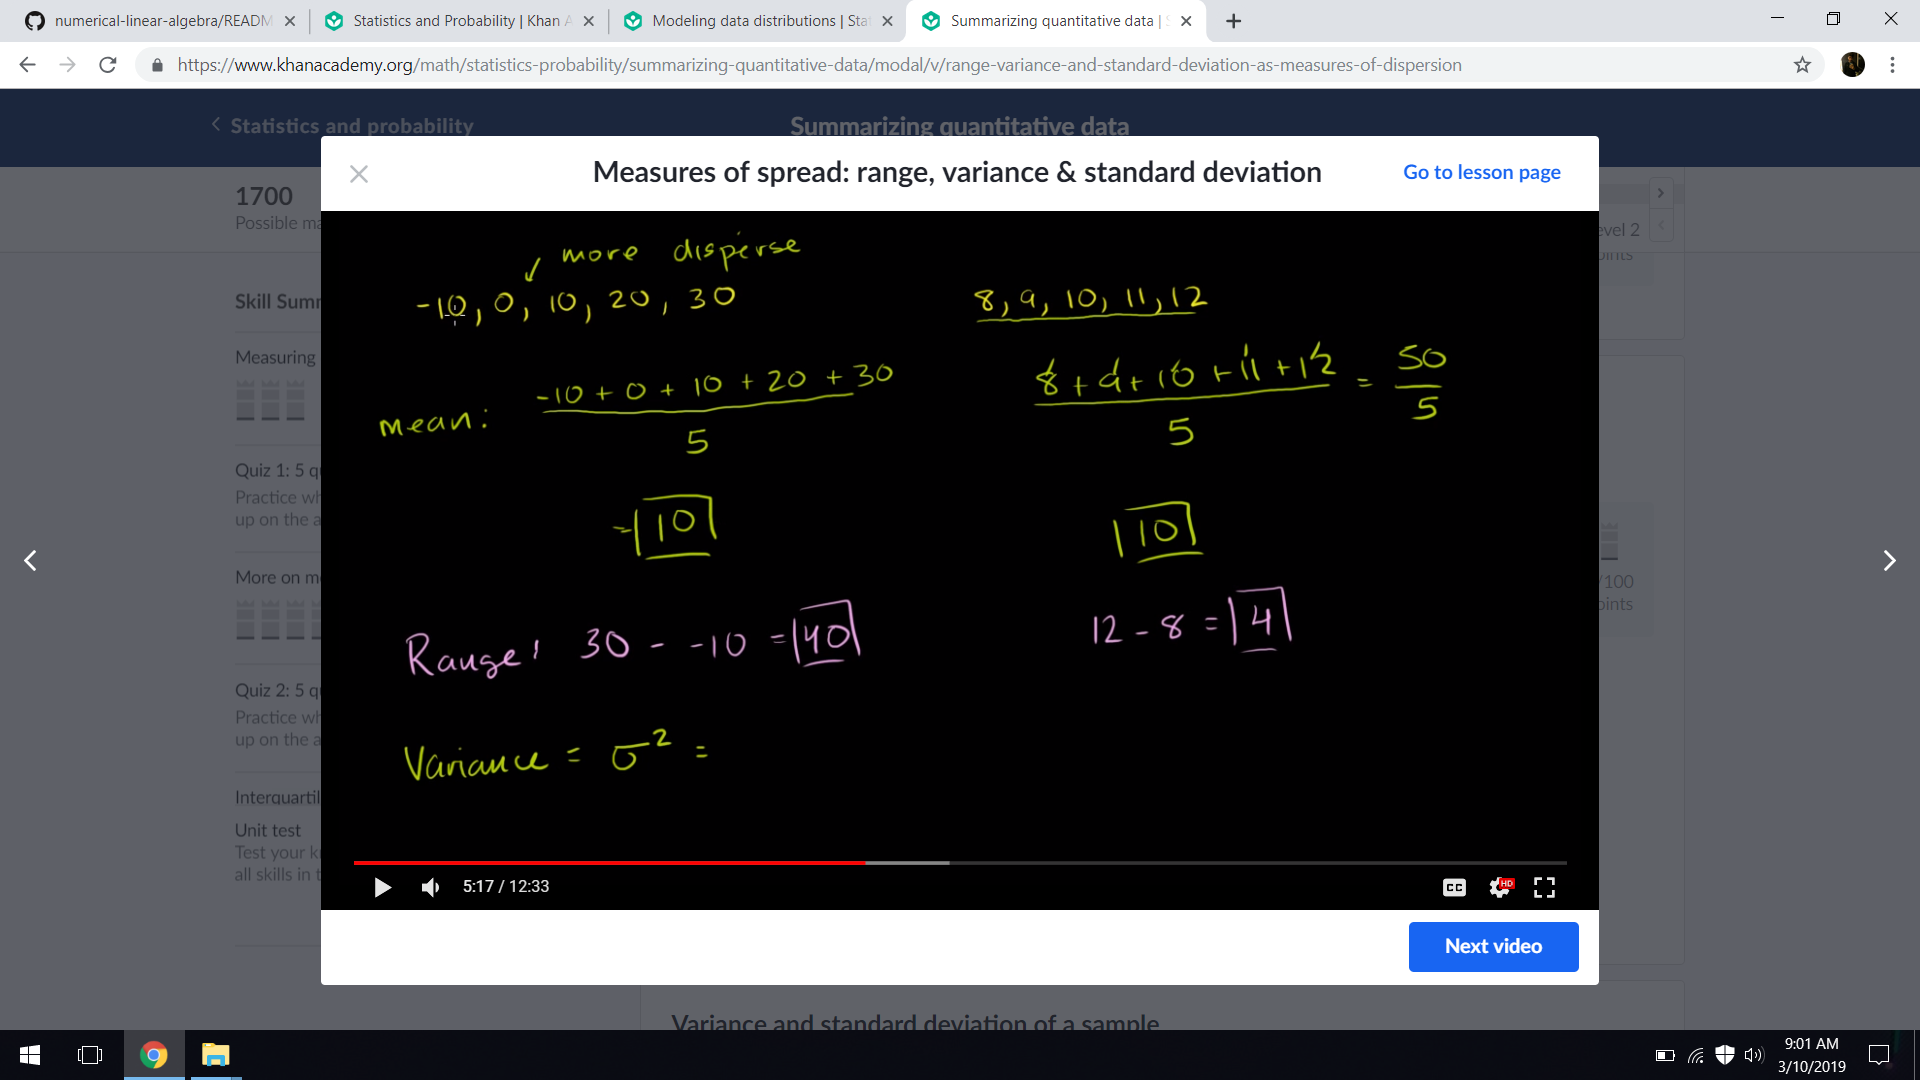 numerical-linear-algebra/READM
Statistics and Probability | Khan A
Modeling data distributions | Stat
Summarizing quantitative data | S
https://www.khanacademy.org/math/statistics-probability/summarizing-quantitative-data/modal/v/range-variance-and-standard-deviation-as-measures-of-dispersion
Statistics and probability
Summarizing quantitative data
Measures of spread: range, variance & standard deviation
Go to lesson page
1700
Possible ma
evel 2
oints
Skill Summ
Measuring
Quiz 1: 5 qu
Practice wh
up on the a
More on m
Quiz 2: 5 qu
Practice wh
up on the a
Interquartil
Unit test
Test your k
all skills in t
/100
oints
more disperse
-10, 0, 10, 20, 30
8, 9, 10, 11, 12
mean:
-10 + 0 + 10 + 20 + 30
5
= 10
8 + 9 + 10 + 11 + 12
5
= 50
5
10
Range: 30 - -10 = 40
12 - 8 = 4
Variance = σ² =
5:17 / 12:33
CC
HD
Next video
Variance and standard deviation of a sample
9:01 AM
3/10/2019